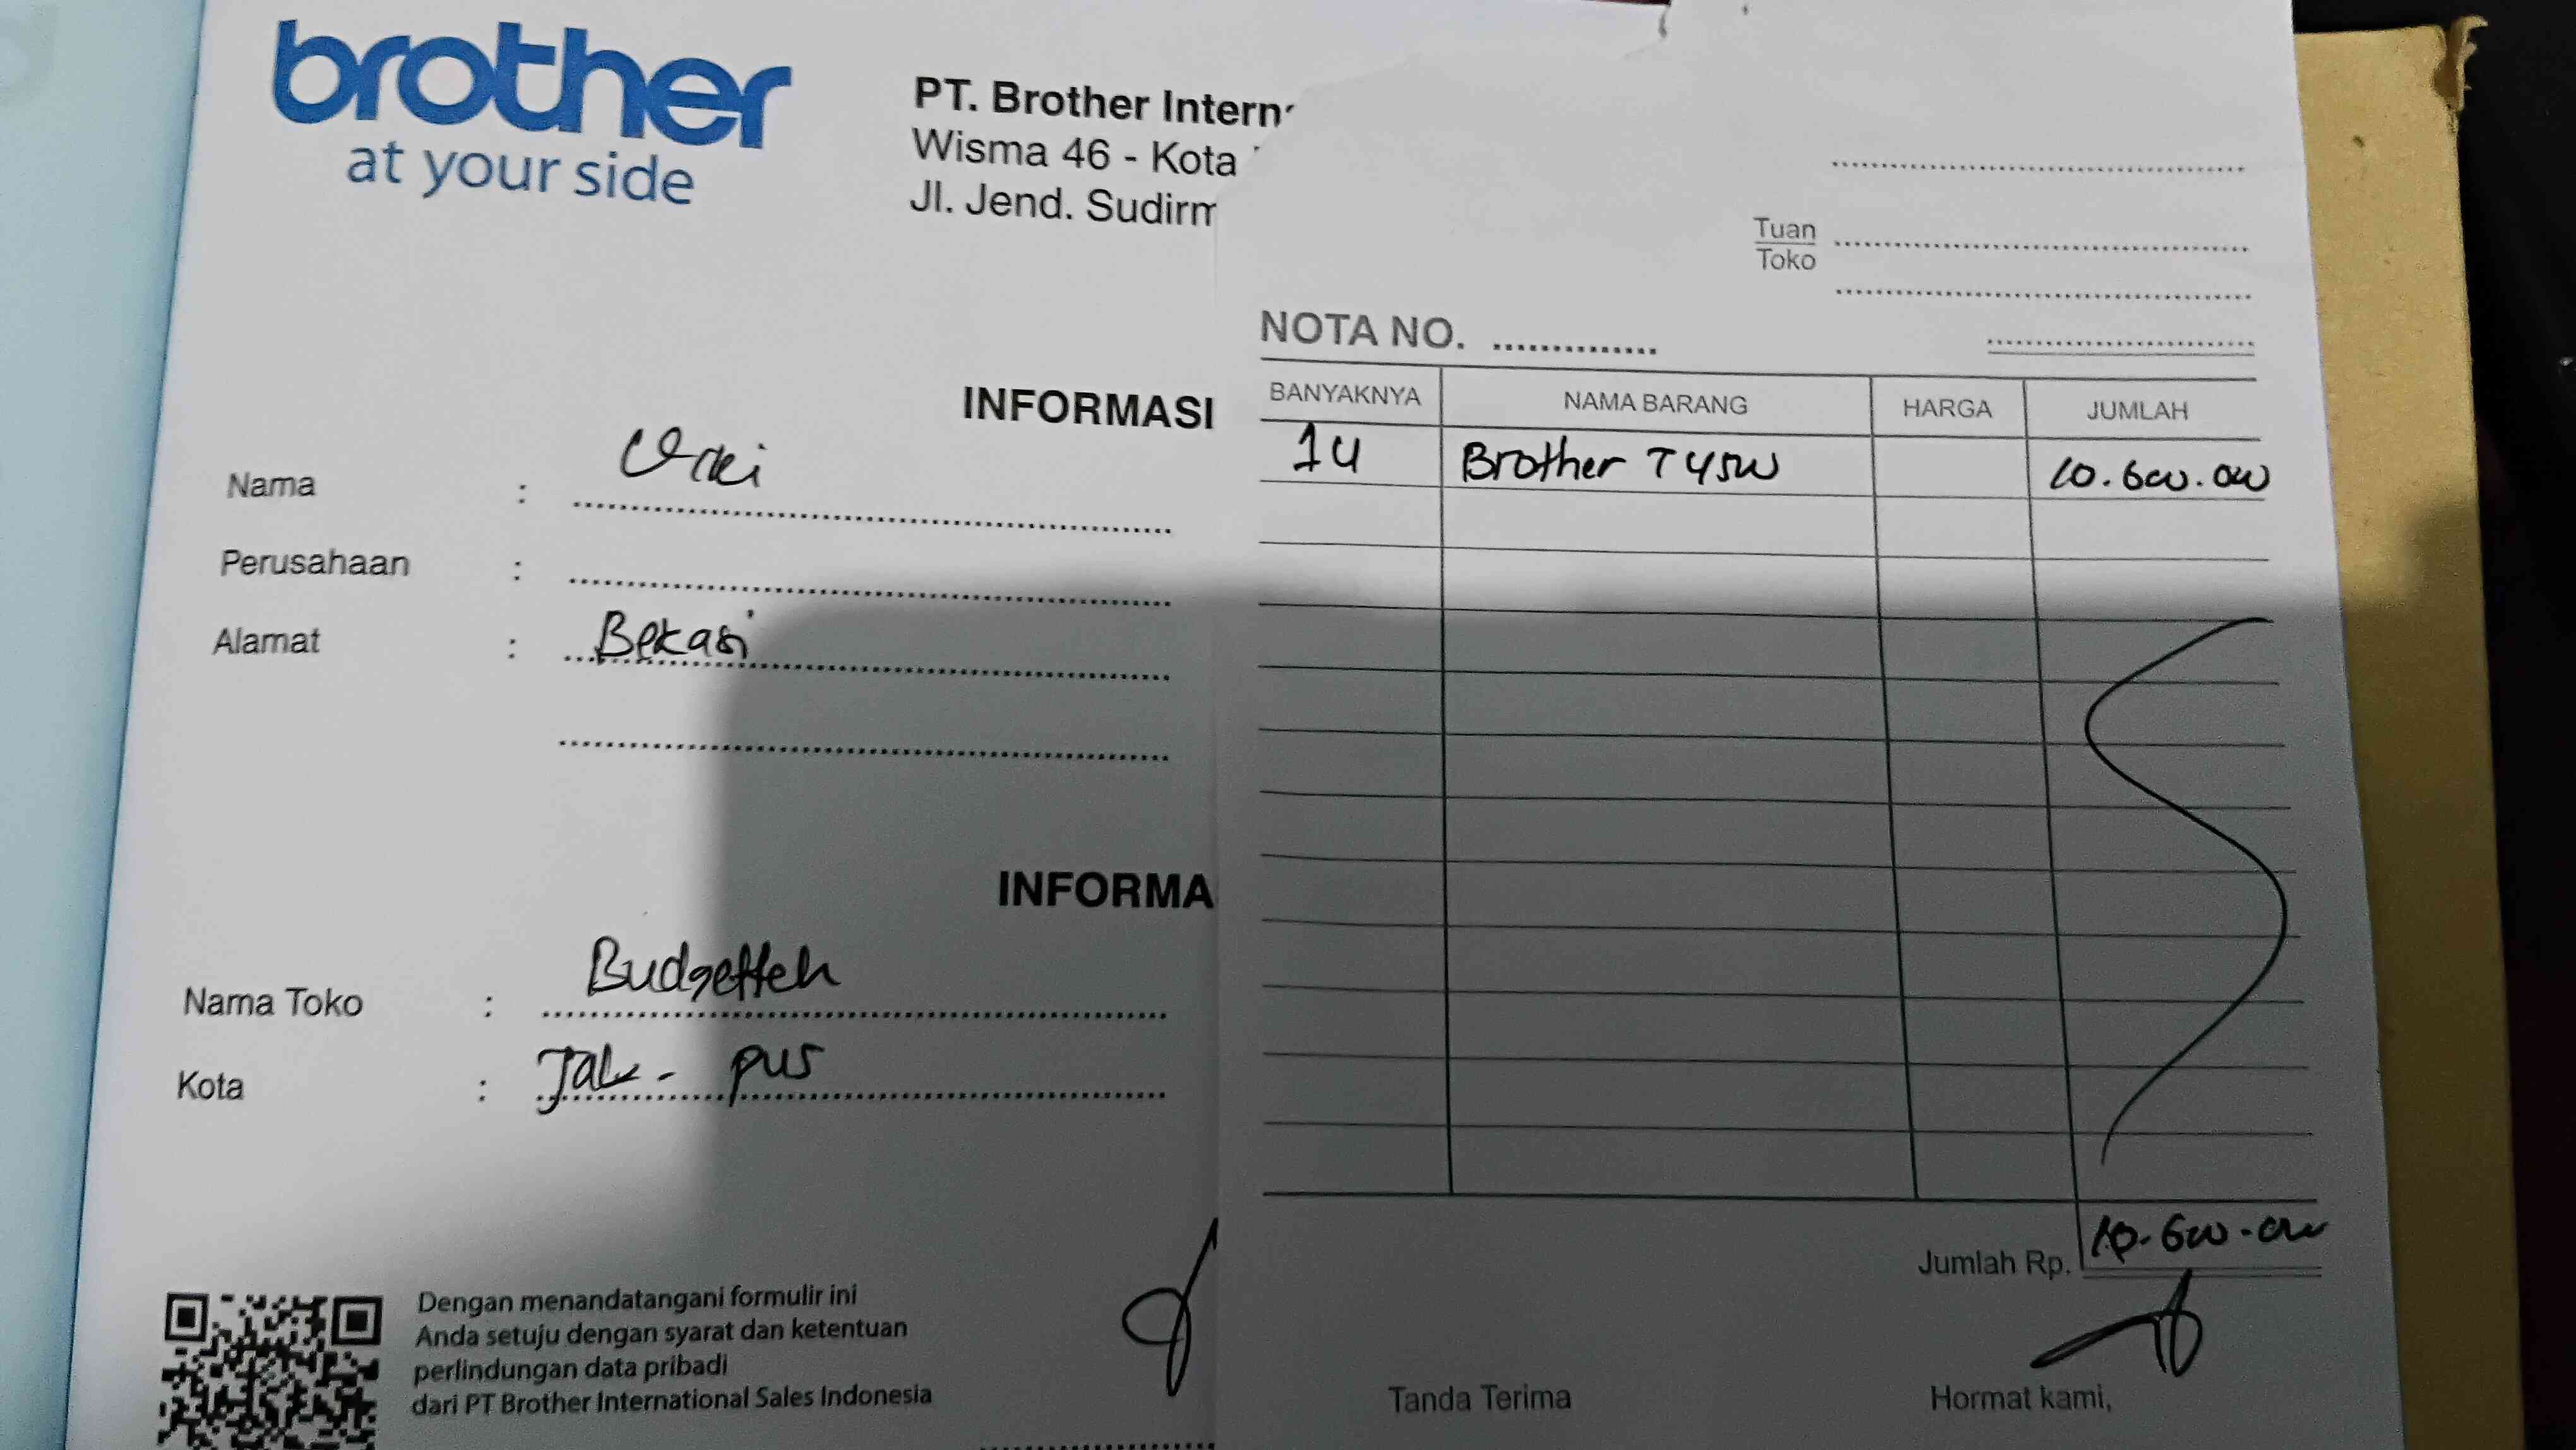 brother
at your side
PT. Brother Intern
Wisma 46 - Kota
Jl. Jend. Sudirm
INFORMASI
Nama :
Perusahaan :
Alamat : Bekasi
INFORMA
Nama Toko : Budgettech
Kota : Jak - pus
Dengan menandatangani formulir ini
Anda setuju dengan syarat dan ketentuan
perlindungan data pribadi
dari PT Brother International Sales Indonesia
Tuan
Toko
NOTA NO.
BANYAKNYA NAMA BARANG HARGA JUMLAH
1U Brother T4500 10.600.000
Jumlah Rp. 10.600.000
Tanda Terima Hormat kami,